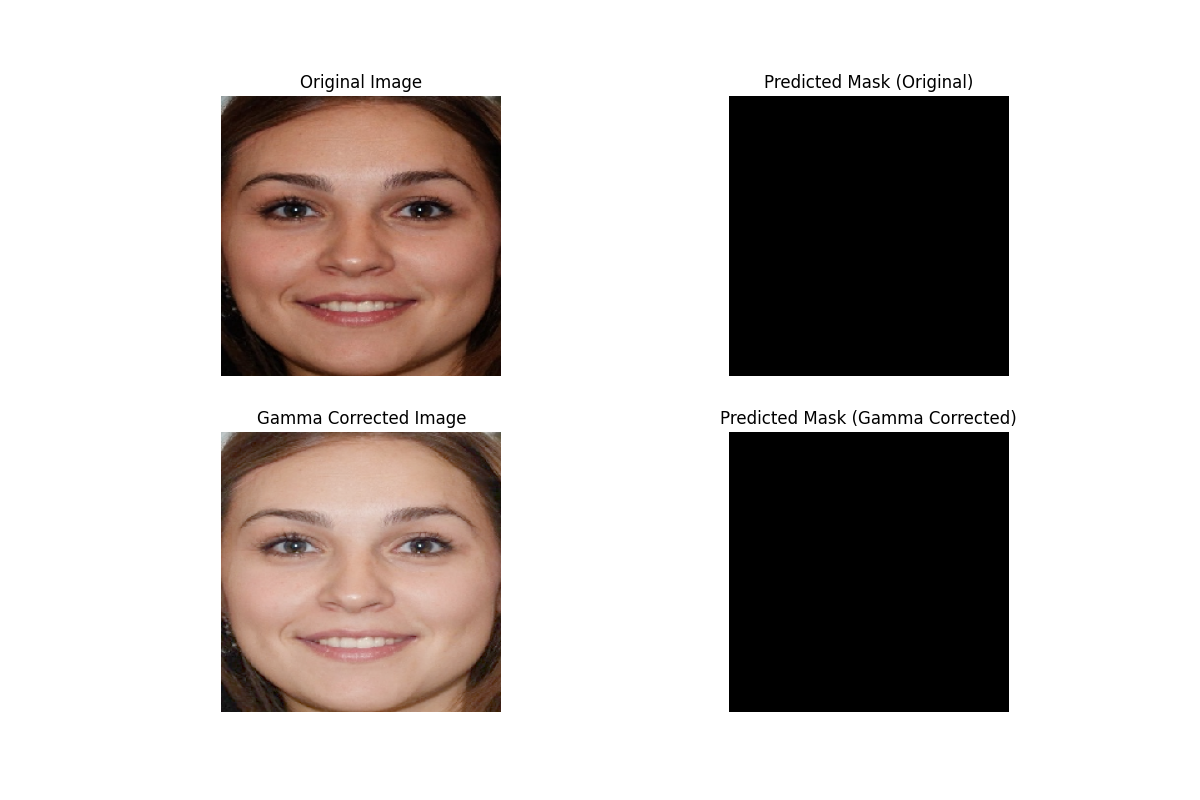 Original Image
Predicted Mask (Original)
Gamma Corrected Image
Predicted Mask (Gamma Corrected)